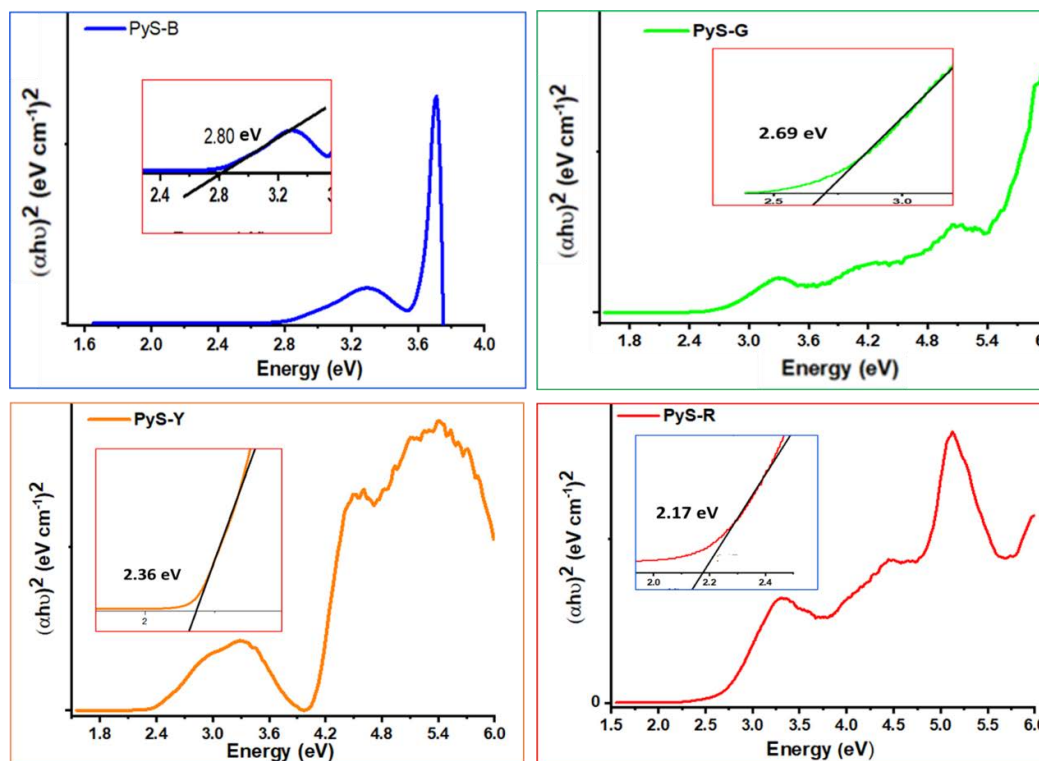 PyS-B
(αhυ)² (eV cm⁻¹)²
2.80 eV
2.4 2.8 3.2
1.6 2.0 2.4 2.8 3.2 3.6 4.0
Energy (eV)
PyS-G
(αhυ)² (eV cm⁻¹)²
2.69 eV
2.5 3.0
1.8 2.4 3.0 3.6 4.2 4.8 5.4
Energy (eV)
PyS-Y
(αhυ)² (eV cm⁻¹)²
2.36 eV
2
1.8 2.4 3.0 3.6 4.2 4.8 5.4 6.0
Energy (eV)
PyS-R
(αhυ)² (eV cm⁻¹)²
2.17 eV
2.0 2.2 2.4
0
1.5 2.0 2.5 3.0 3.5 4.0 4.5 5.0 5.5 6.0
Energy (eV)